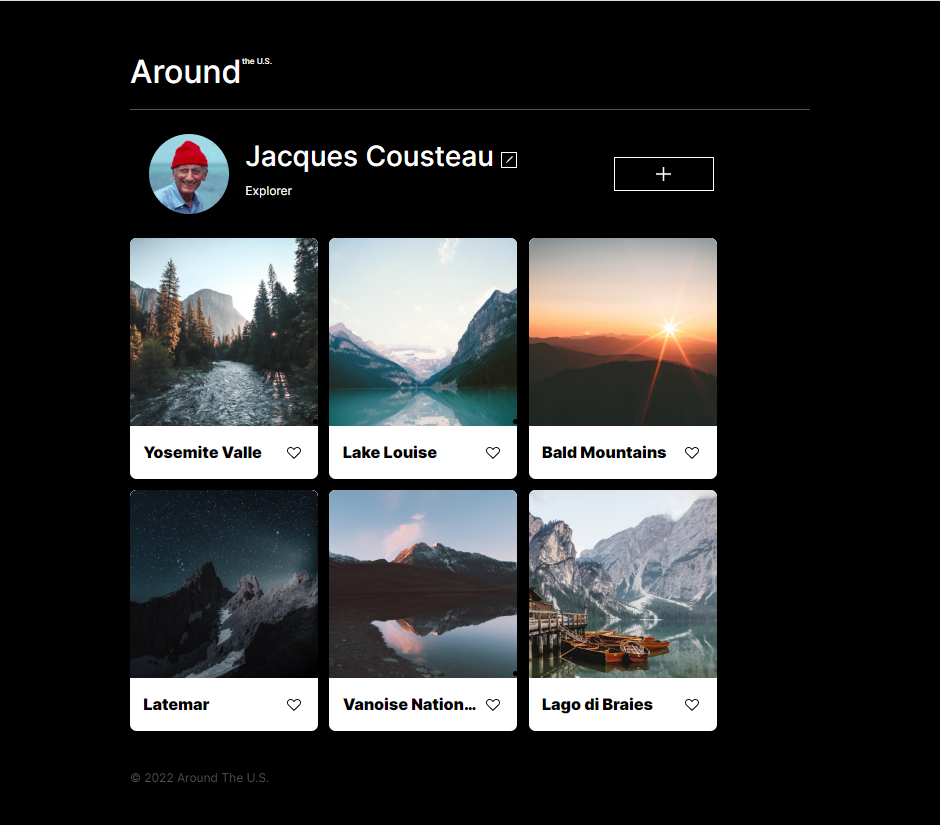 Around the U.S.
Jacques Cousteau
Explorer
Yosemite Valle
Lake Louise
Bald Mountains
Latemar
Vanoise Nation...
Lago di Braies
© 2022 Around The U.S.